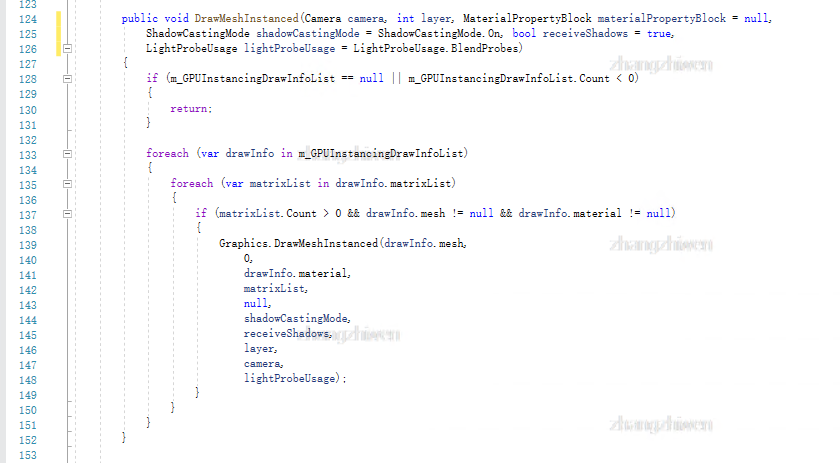 123
124 public void DrawMeshInstanced(Camera camera, int layer, MaterialPropertyBlock materialPropertyBlock = null,
125 ShadowCastingMode shadowCastingMode = ShadowCastingMode.On, bool receiveShadows = true,
126 LightProbeUsage lightProbeUsage = LightProbeUsage.BlendProbes)
127 {
zhangzhiwen
128 if (m_GPUInstancingDrawInfoList == null || m_GPUInstancingDrawInfoList.Count < 0)
129 {
130 return;
131 }
132
133 foreach (var drawInfo in m_GPUInstancingDrawInfoList)
134 {
135 foreach (var matrixList in drawInfo.matrixList)
136 {
137 if (matrixList.Count > 0 && drawInfo.mesh != null && drawInfo.material != null)
138 {
139 Graphics.DrawMeshInstanced(drawInfo.mesh,
zhangzhiwen
140 0,
141 drawInfo.material,
142 matrixList,
143 null,
144 shadowCastingMode,
145 receiveShadows,
146 layer,
147 camera,
148 lightProbeUsage);
149 }
150 }
151 }
zhangzhiwen
152 }
153